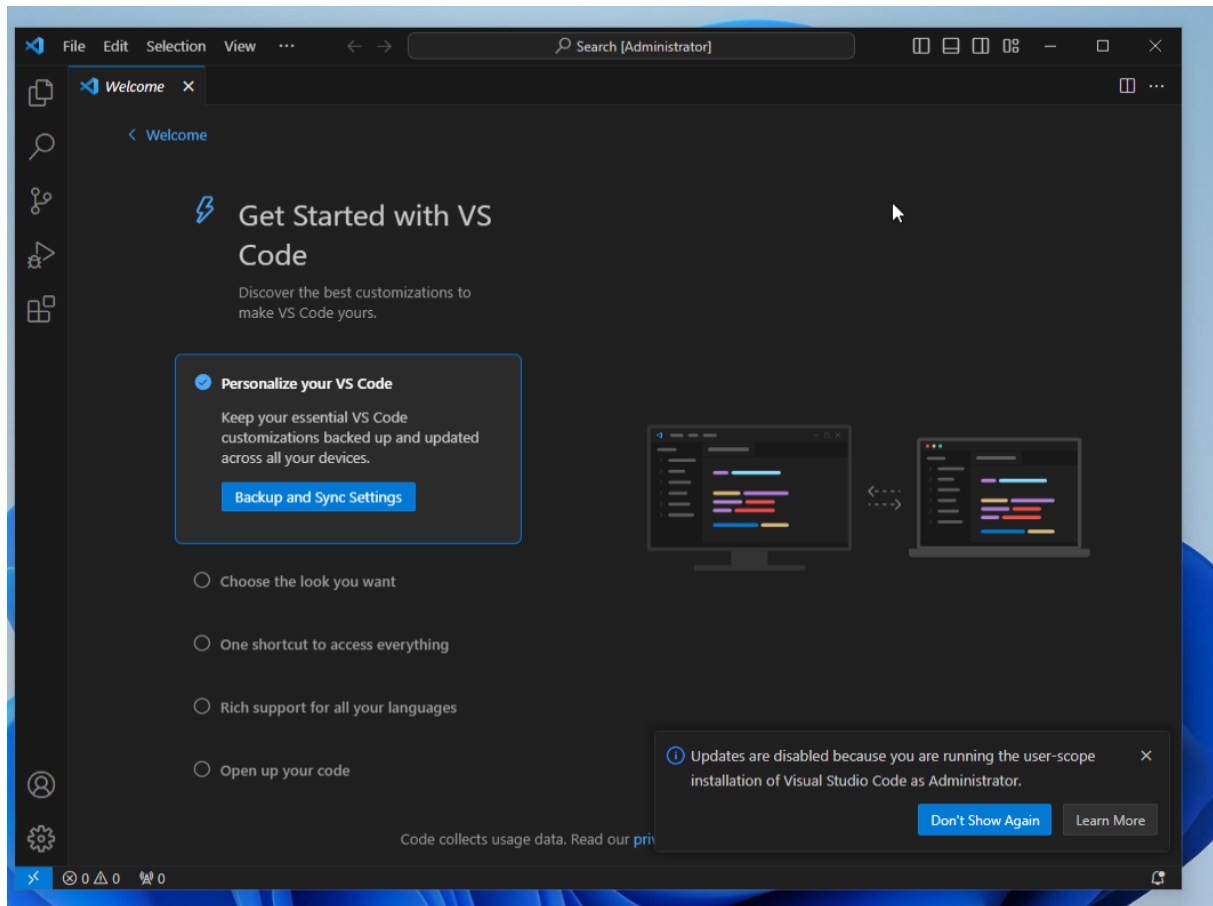 File Edit Selection View ··· Search [Administrator]
Welcome
Welcome
Get Started with VS
Code
Discover the best customizations to
make VS Code yours.
Personalize your VS Code
Keep your essential VS Code
customizations backed up and updated
across all your devices.
Backup and Sync Settings
Choose the look you want
One shortcut to access everything
Rich support for all your languages
Open up your code
Updates are disabled because you are running the user-scope
installation of Visual Studio Code as Administrator.
Don't Show Again Learn More
Code collects usage data. Read our priv
0 0 0